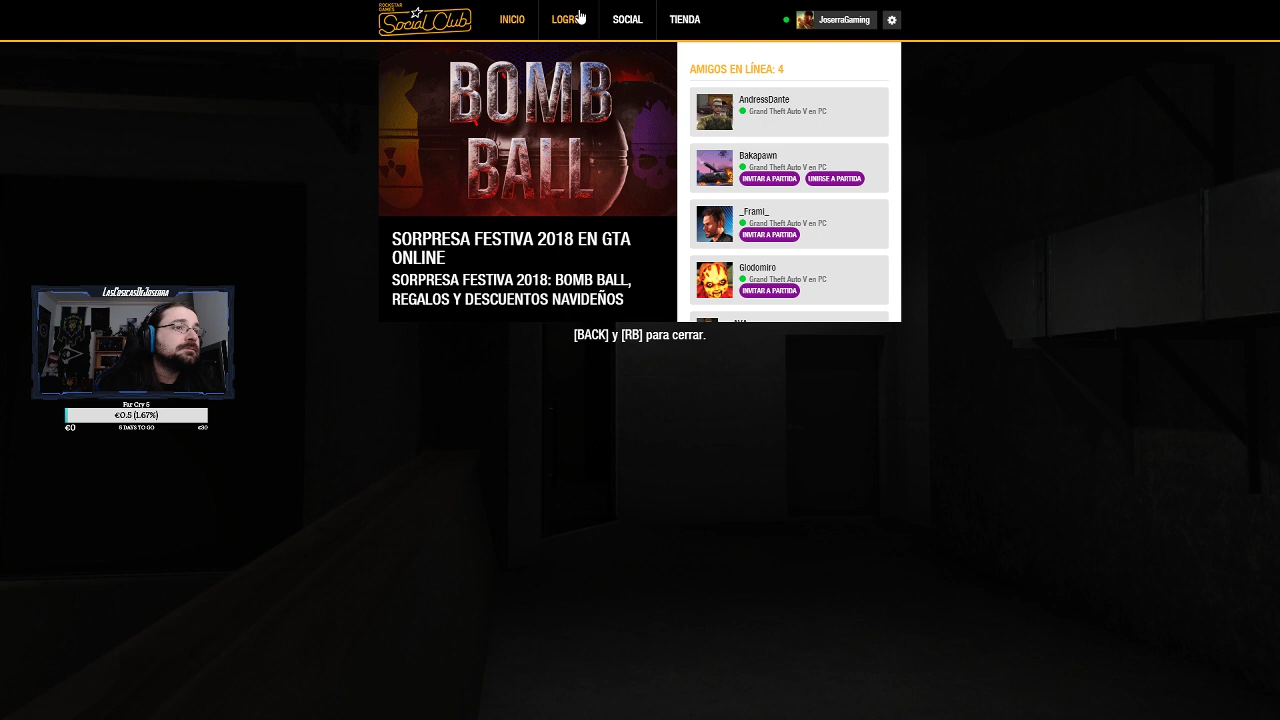 ROCKSTAR
GAMES
Social Club
INICIO
SOCIAL
TIENDA
JoserraGaming
BOMB
BALL
SORPRESA FESTIVA 2018 EN GTA
ONLINE
SORPRESA FESTIVA 2018: BOMB BALL,
REGALOS Y DESCUENTOS NAVIDEÑOS
AMIGOS EN LÍNEA: 4
AndressDante
Grand Theft Auto V en PC
Bakapawn
Grand Theft Auto V en PC
INVITAR A PARTIDA UNIRSE A PARTIDA
_Frami_
Grand Theft Auto V en PC
INVITAR A PARTIDA
Glodomiro
Grand Theft Auto V en PC
INVITAR A PARTIDA
[BACK] y [RB] para cerrar.
LasCosasDeJoserra
Far Cry 5
€0.5 (1.67%)
€0 5 DAYS TO GO €30